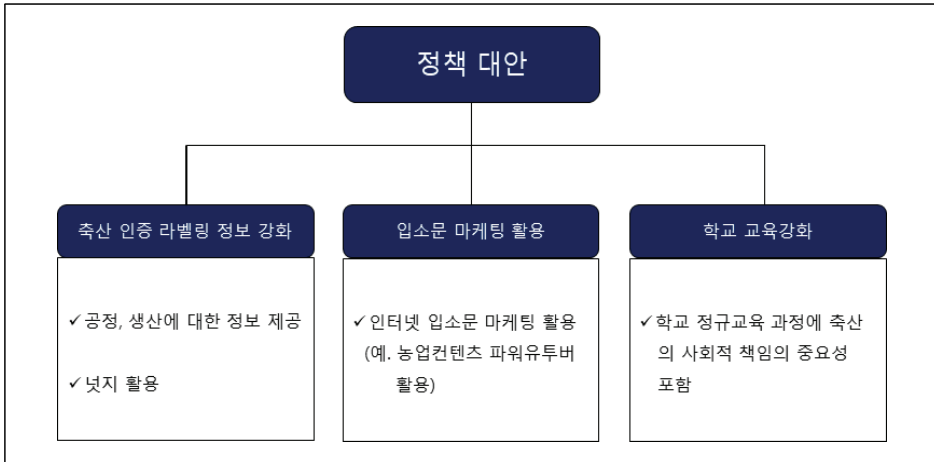 정책 대안
축산 인증 라벨링 정보 강화
✓공정, 생산에 대한 정보 제공
✓넛지 활용
입소문 마케팅 활용
✓인터넷 입소문 마케팅 활용
(예. 농업컨텐츠 파워유투버
활용)
학교 교육강화
✓학교 정규교육 과정에 축산
의 사회적 책임의 중요성
포함